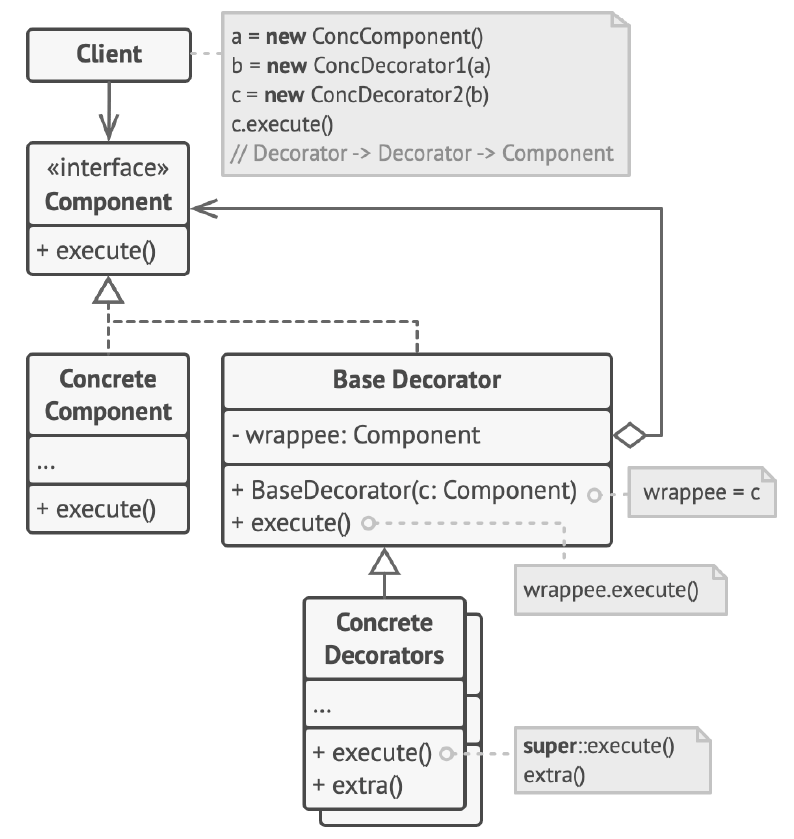 Client
a = new ConcComponent()
b = new ConcDecorator1(a)
c = new ConcDecorator2(b)
c.execute()
// Decorator -> Decorator -> Component
«interface»
Component
+ execute()
Concrete
Component
...
+ execute()
Base Decorator
- wrappee: Component
+ BaseDecorator(c: Component)
+ execute()
wrappee = c
wrappee.execute()
Concrete
Decorators
...
+ execute()
+ extra()
super::execute()
extra()